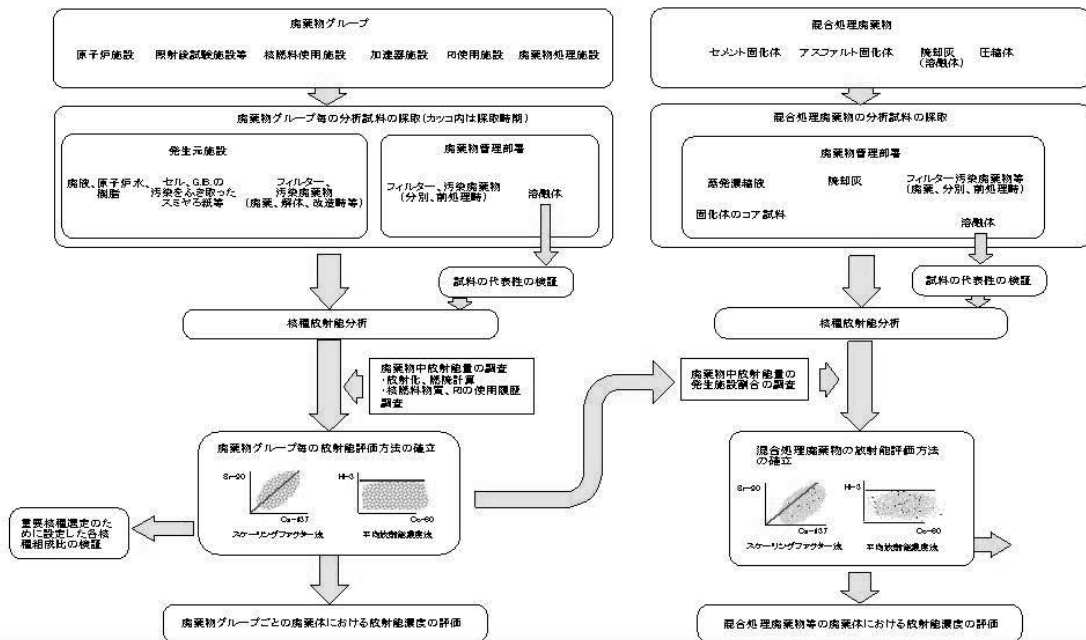 廃棄物グループ
原子炉施設 照射後試験施設等 核燃料使用施設 加速器施設 RI使用施設 廃棄物処理施設
廃棄物グループ毎の分析試料の採取(カッコ内は採取時期)
発生元施設
廃液、原子炉水、
樹脂
セル、G.B.の
汚染をふき取った
スミヤろ紙等
フィルター、
汚染廃棄物
(廃棄、解体、改造時等)
廃棄物管理部署
フィルター、汚染廃棄物
(分別、前処理時)
溶融体
試料の代表性の検証
核種放射能分析
廃棄物中放射能量の調査
・放射化、燃焼計算
・核燃料物質、RIの使用履歴
調査
廃棄物グループ毎の放射能評価方法の確立
Sr-90
Cs-137
スケーリングファクター法
H-3
Co-60
平均放射能濃度法
重要核種選定のた
めに設定した各核
種組成比の検証
廃棄物グループごとの廃棄体における放射能濃度の評価
混合処理廃棄物
セメント固化体 アスファルト固化体 焼却灰
(溶融体)
圧縮体
混合処理廃棄物の分析試料の採取
廃棄物管理部署
蒸発濃縮液 焼却灰 フィルター汚染廃棄物等
(廃棄、分別、前処理時)
固化体のコア試料
溶融体
試料の代表性の検証
核種放射能分析
廃棄物中放射能量の
発生施設割合の調査
混合処理廃棄物の放射能評価方法
の確立
Sr-90
Cs-137
スケーリングファクター法
H-3
Co-60
平均放射能濃度法
混合処理廃棄物等の廃棄体における放射能濃度の評価